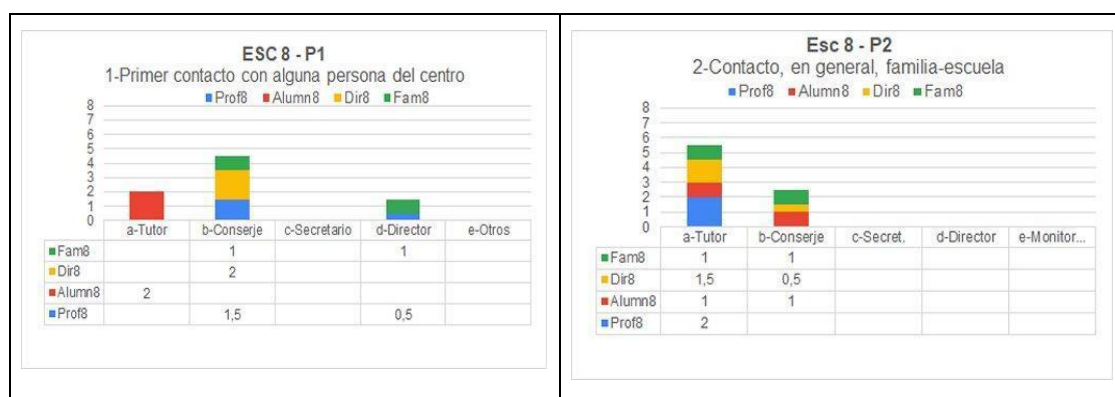 ESC 8 - P1
1-Primer contacto con alguna persona del centro
Prof8 Alumn8 Dir8 Fam8
8
7
6
5
4
3
2
1
0
a-Tutor b-Conserje c-Secretario d-Director e-Otros
Fam8 1 1
Dir8 2
Alumn8 2
Prof8 1,5 0,5
Esc 8 - P2
2-Contacto, en general, familia-escuela
Prof8 Alumn8 Dir8 Fam8
8
7
6
5
4
3
2
1
0
a-Tutor b-Conserje c-Secret. d-Director e-Monitor...
Fam8 1 1
Dir8 1,5 0,5
Alumn8 1 1
Prof8 2